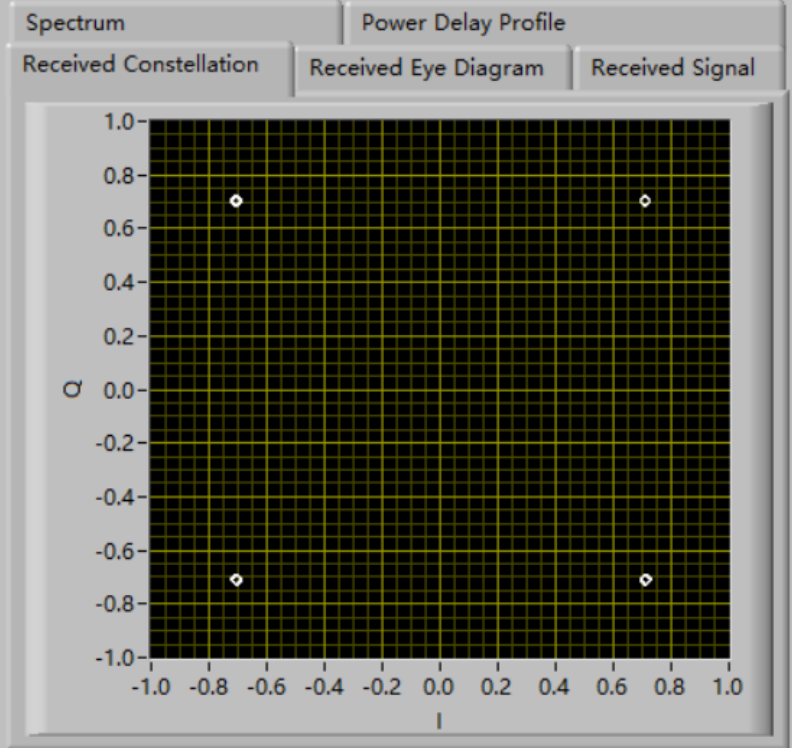 Spectrum
Power Delay Profile
Received Constellation
Received Eye Diagram
Received Signal
1.0
0.8
0.6
0.4
0.2
0.0
-0.2
-0.4
-0.6
-0.8
-1.0
Q
-1.0 -0.8 -0.6 -0.4 -0.2 0.0 0.2 0.4 0.6 0.8 1.0
I